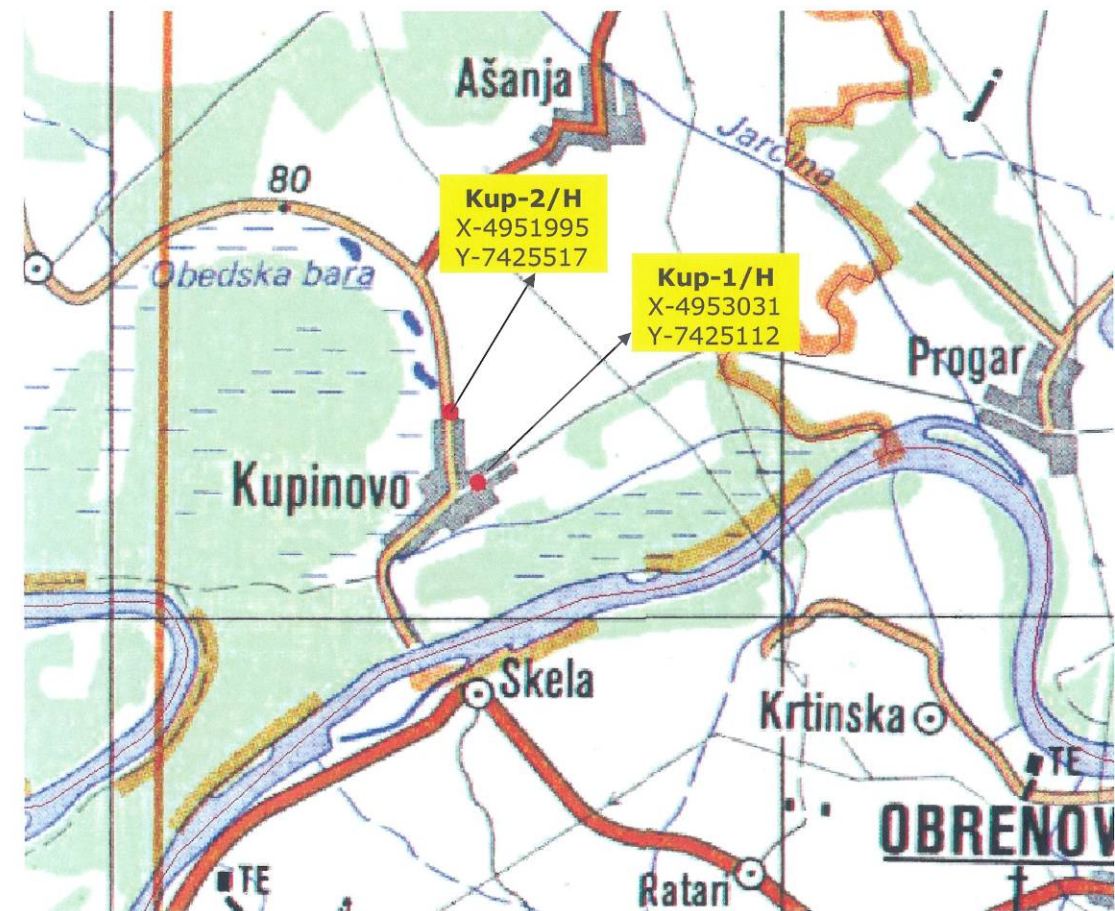 Ašanja
j
Jarčina
80
Kup-2/H
X-4951995
Y-7425517
Obedska bara
Kup-1/H
X-4953031
Y-7425112
Progar
Kupinovo
Skela
Krtinska
TE
OBRENOV
TE
Ratari